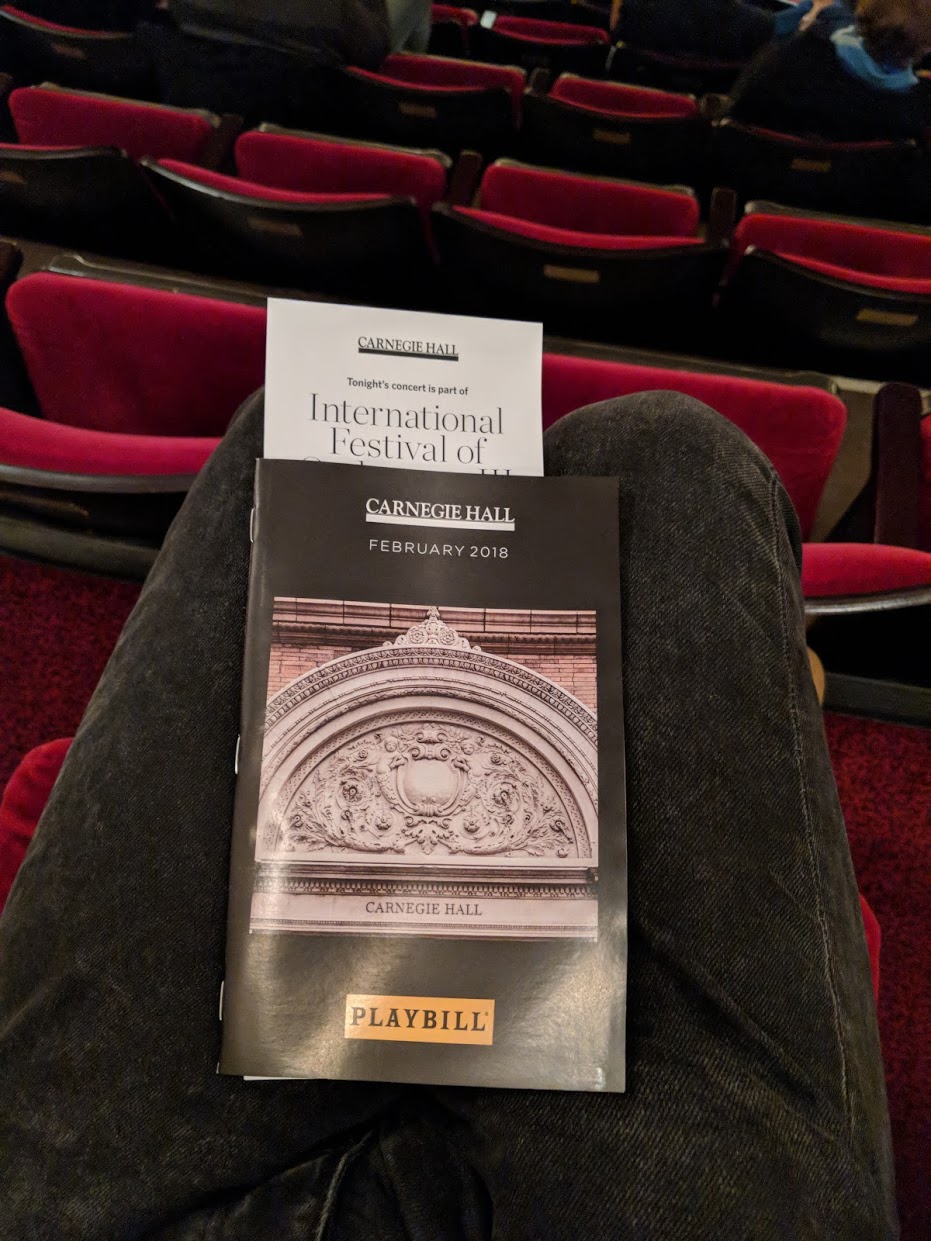 CARNEGIE HALL
Tonight's concert is part of
International
Festival of
CARNEGIE HALL
FEBRUARY 2018
CARNEGIE HALL
PLAYBILL